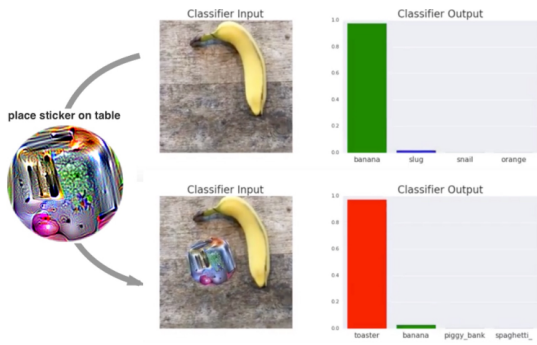 Classifier Input
Classifier Output
place sticker on table
1.0
0.8
0.6
0.4
0.2
0.0
banana slug snail orange
Classifier Input
Classifier Output
1.0
0.8
0.6
0.4
0.2
0.0
toaster banana piggy_bank spaghetti_